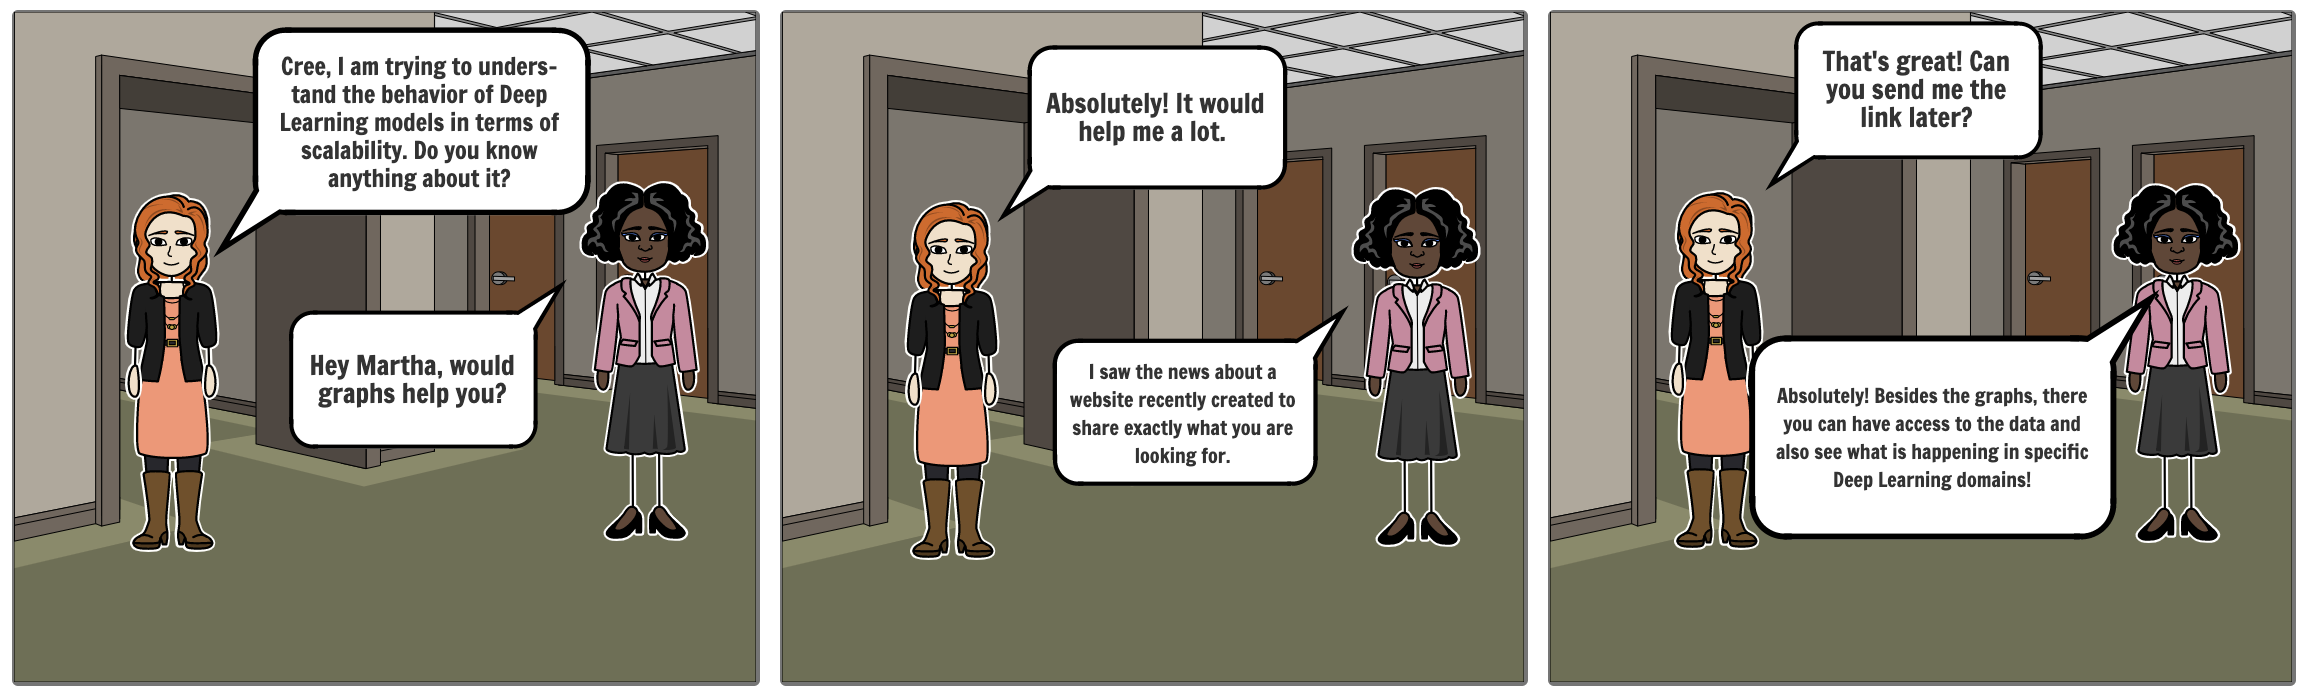 Cree, I am trying to unders-
tand the behavior of Deep
Learning models in terms of
scalability. Do you know
anything about it?
Hey Martha, would
graphs help you?
Absolutely! It would
help me a lot.
I saw the news about a
website recently created to
share exactly what you are
looking for.
That's great! Can
you send me the
link later?
Absolutely! Besides the graphs, there
you can have access to the data and
also see what is happening in specific
Deep Learning domains!